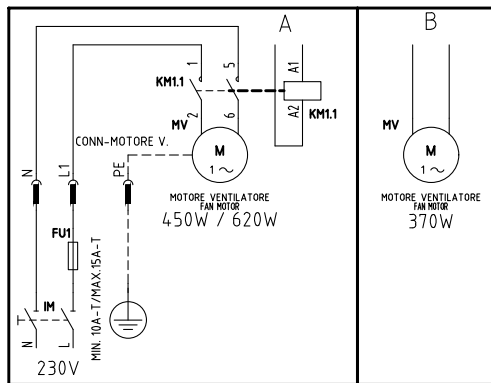 A
B
1
5
KM1.1
A1
A2
KM1.1
2
6
MV
MV
CONN-MOTORE V.
M
1 ~
M
1 ~
N
L1
PE
MOTORE VENTILATORE
FAN MOTOR
450W / 620W
MOTORE VENTILATORE
FAN MOTOR
370W
FU1
MIN. 10A-T/MAX.15A-T
IM
N
L
230V